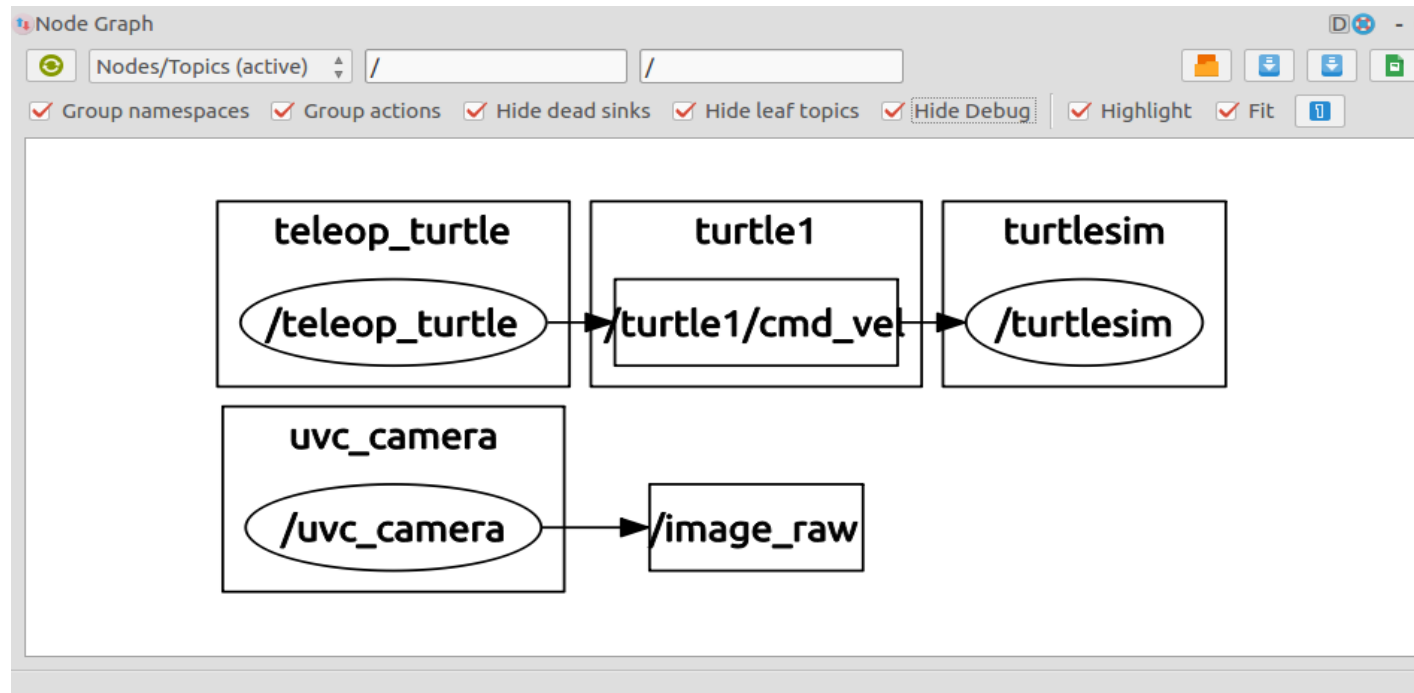 Node Graph
D
-
Nodes/Topics (active)
/
/
Group namespaces
Group actions
Hide dead sinks
Hide leaf topics
Hide Debug
Highlight
Fit
1
teleop_turtle
turtle1
turtlesim
/teleop_turtle
/turtle1/cmd_vel
/turtlesim
uvc_camera
/uvc_camera
/image_raw